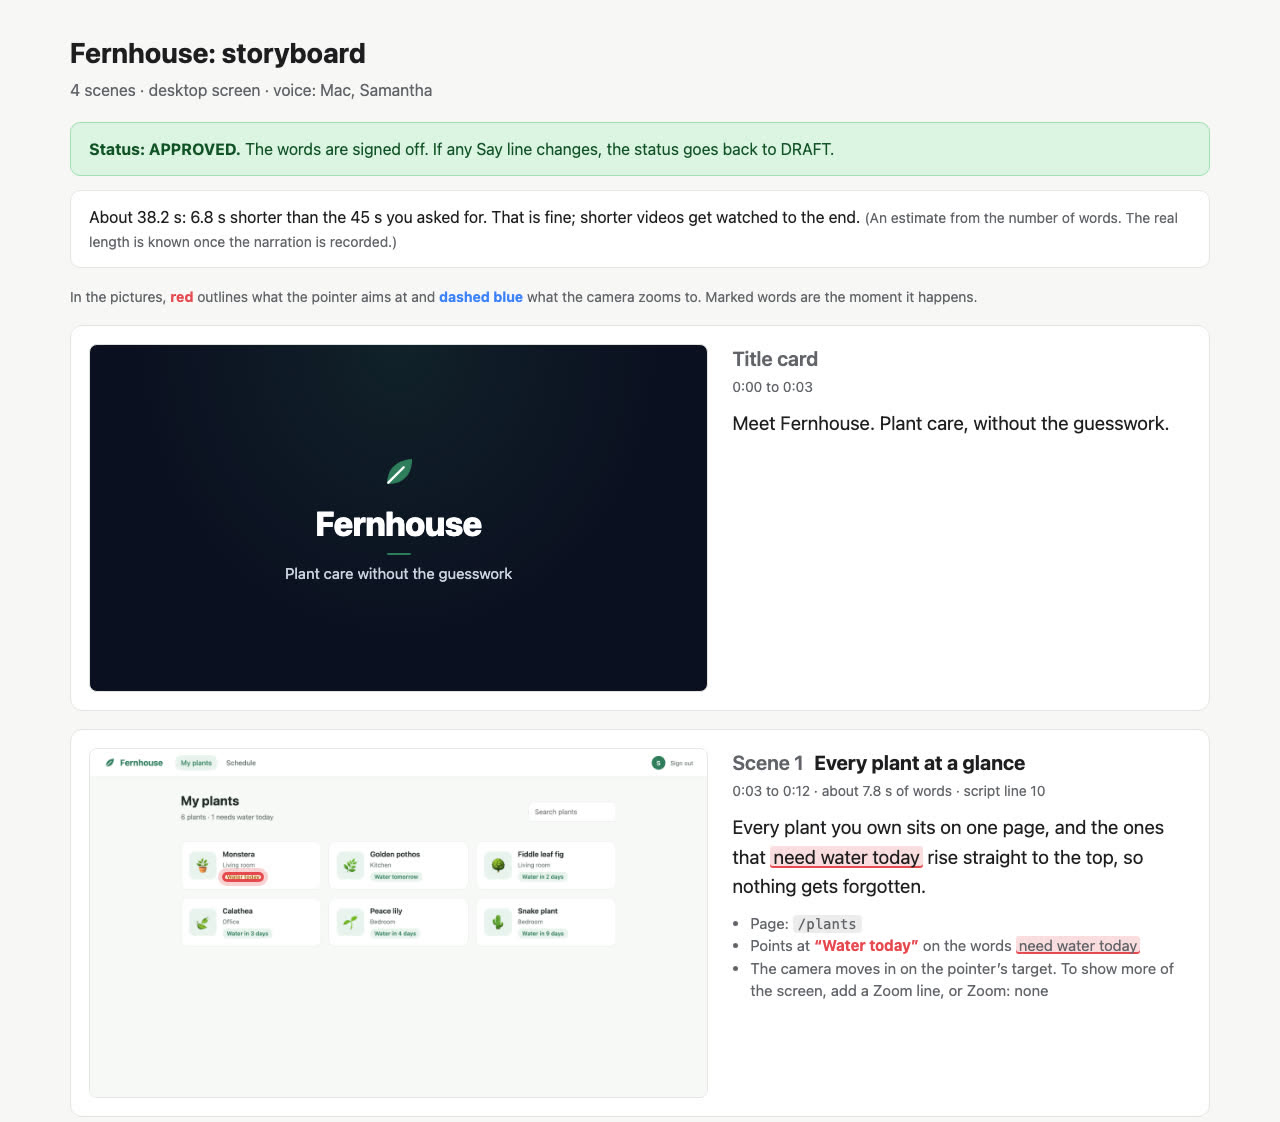 Fernhouse: storyboard
4 scenes · desktop screen · voice: Mac, Samantha
Status: APPROVED. The words are signed off. If any Say line changes, the status goes back to DRAFT.
About 38.2 s: 6.8 s shorter than the 45 s you asked for. That is fine; shorter videos get watched to the end. (An estimate from the number of words. The real
length is known once the narration is recorded.)
In the pictures, red outlines what the pointer aims at and dashed blue what the camera zooms to. Marked words are the moment it happens.
Fernhouse
Plant care without the guesswork
Title card
0:00 to 0:03
Meet Fernhouse. Plant care, without the guesswork.
Fernhouse My plants Schedule S Sign out
My plants
6 plants · 1 needs water today
Search plants
Monstera
Living room
Water today
Golden pothos
Kitchen
Water tomorrow
Fiddle leaf fig
Living room
Water in 2 days
Calathea
Office
Water in 3 days
Peace lily
Bedroom
Water in 4 days
Snake plant
Bedroom
Water in 9 days
Scene 1 Every plant at a glance
0:03 to 0:12 · about 7.8 s of words · script line 10
Every plant you own sits on one page, and the ones
that need water today rise straight to the top, so
nothing gets forgotten.
• Page: /plants
• Points at “Water today” on the words need water today
• The camera moves in on the pointer’s target. To show more of
the screen, add a Zoom line, or Zoom: none